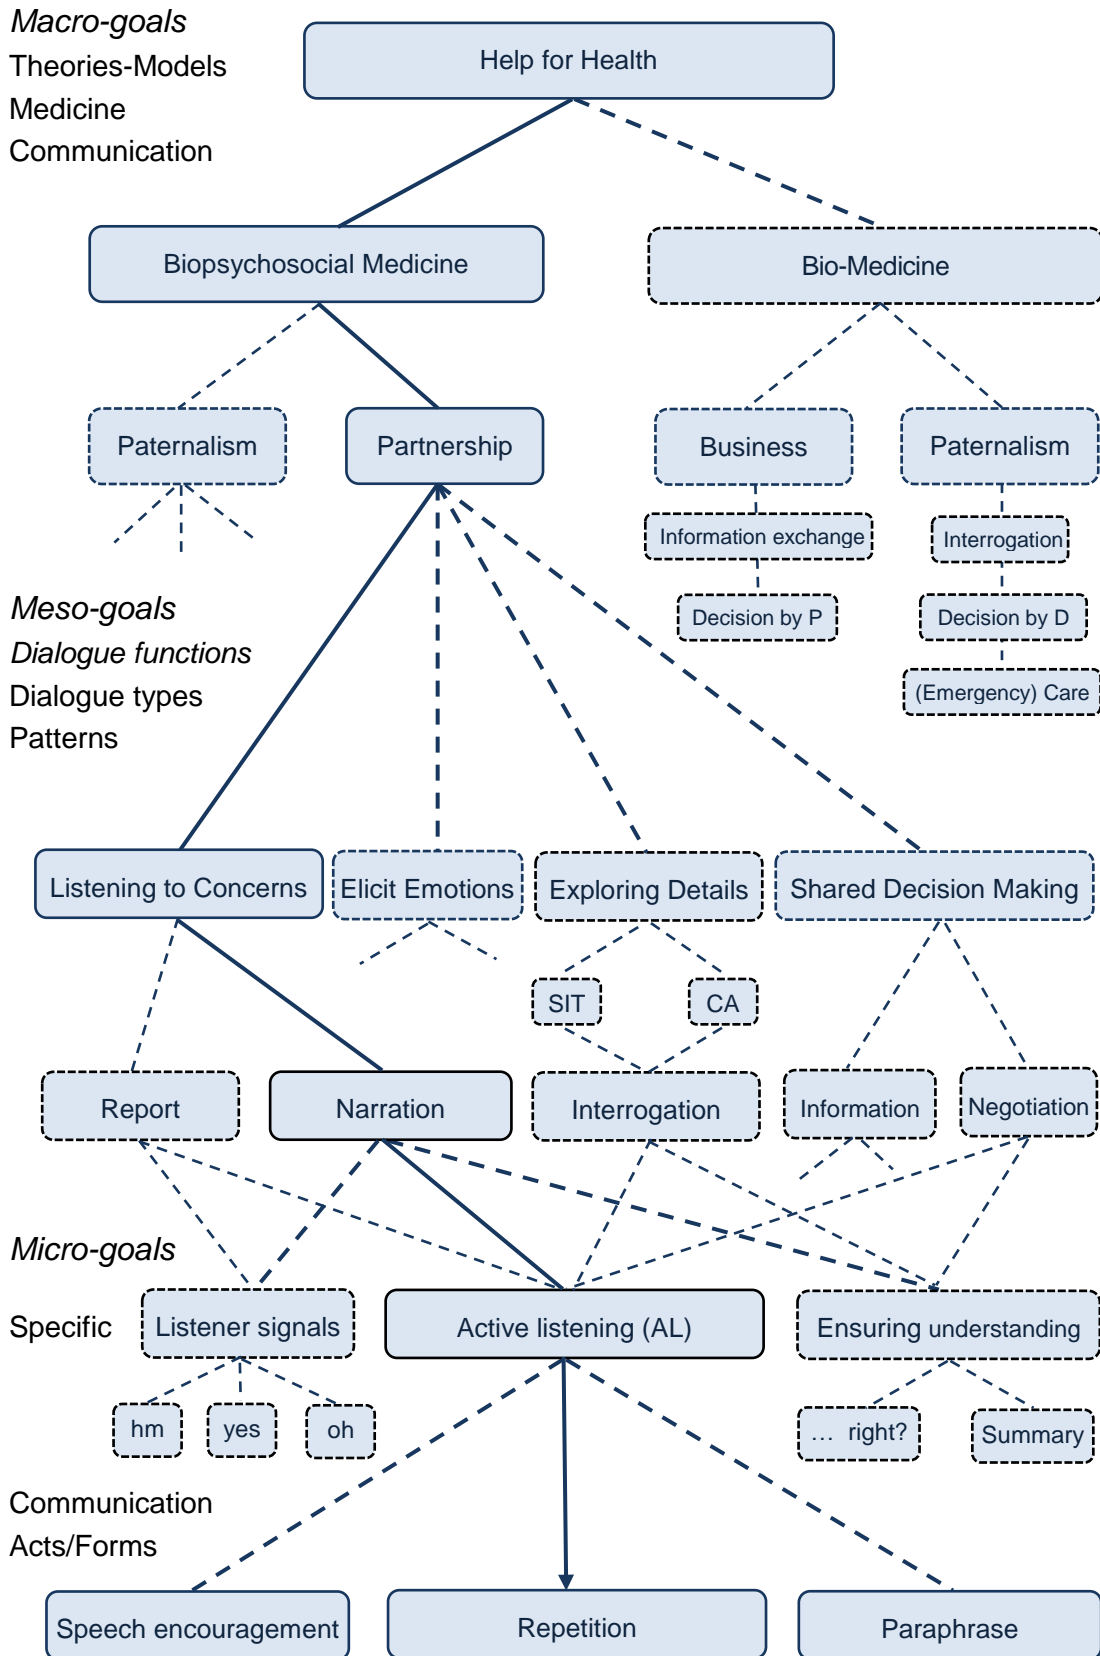 Macro-goals
Theories-Models
Medicine
Communication
Help for Health
Biopsychosocial Medicine
Bio-Medicine
Paternalism
Partnership
Business
Paternalism
Information exchange
Interrogation
Decision by P
Decision by D
(Emergency) Care
Meso-goals
Dialogue functions
Dialogue types
Patterns
Listening to Concerns
Elicit Emotions
Exploring Details
Shared Decision Making
SIT
CA
Report
Narration
Interrogation
Information
Negotiation
Micro-goals
Specific
Listener signals
Active listening (AL)
Ensuring understanding
hm
yes
oh
… right?
Summary
Communication
Acts/Forms
Speech encouragement
Repetition
Paraphrase